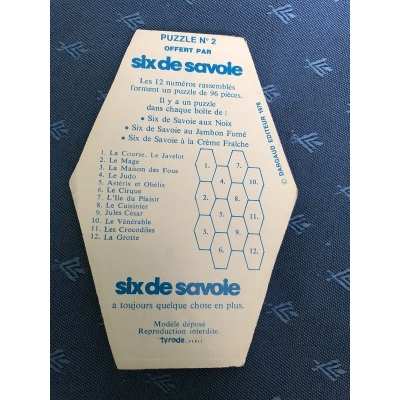 PUZZLE N° 2
OFFERT PAR
six de savoie
Les 12 numéros rassemblés
forment un puzzle de 96 pièces.
Il y a un puzzle
dans chaque boîte de :
• Six de Savoie aux Noix
• Six de Savoie au Jambon Fumé
• Six de Savoie à la Crème Fraîche
1. La Course, Le Javelot
2. Le Mage
3. La Maison des Fous
4. Le Judo
5. Astérix et Obélix
6. Le Cirque
7. L'Ile du Plaisir
8. Le Cuisinier
9. Jules César
10. Le Vénérable
11. Les Crocodiles
12. La Grotte
1. 7.
4. 10.
2. 8.
5. 11.
3. 9.
6. 12.
© DARGAUD EDITEUR 1976
six de savoie
a toujours quelque chose en plus.
Modèle déposé
Reproduction interdite.
tyrode